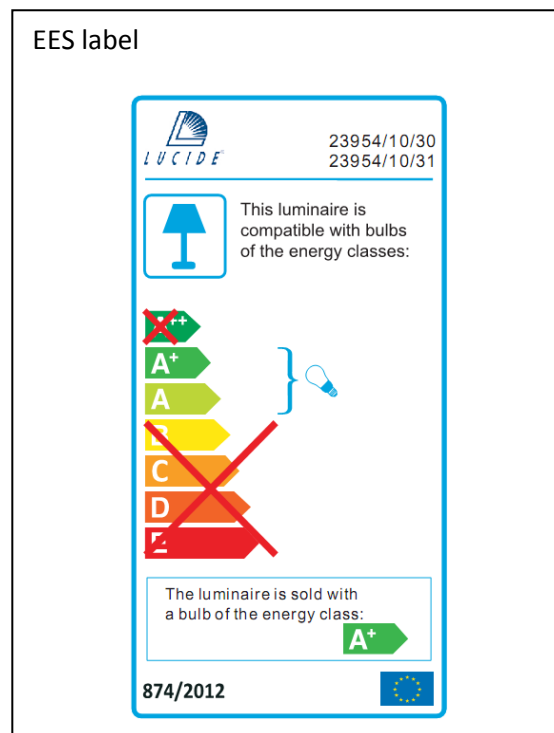 EES label
LUCIDE
23954/10/30
23954/10/31
This luminaire is
compatible with bulbs
of the energy classes:
A++
A+
A
B
C
D
E
The luminaire is sold with
a bulb of the energy class:
A+
874/2012